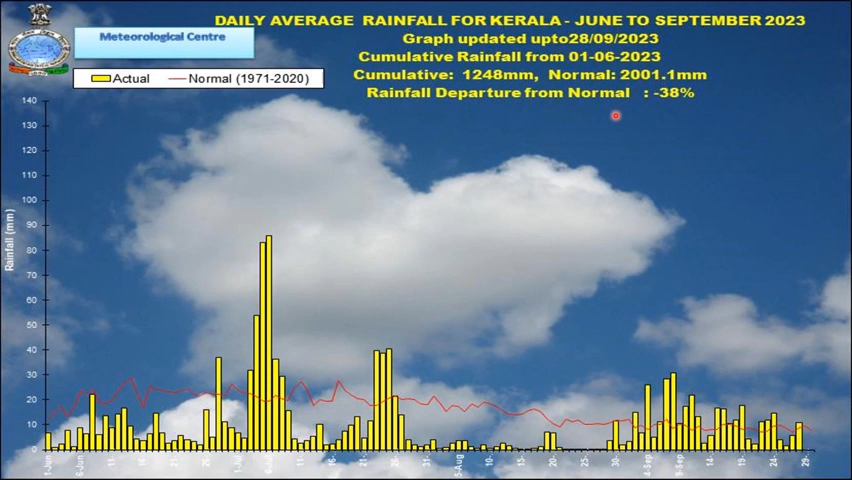 DAILY AVERAGE RAINFALL FOR KERALA - JUNE TO SEPTEMBER 2023
Meteorological Centre
Graph updated upto28/09/2023
Cumulative Rainfall from 01-06-2023
Cumulative: 1248mm, Normal: 2001.1mm
Rainfall Departure from Normal : -38%
Actual Normal (1971-2020)
Rainfall (mm)
140
130
120
110
100
90
80
70
60
50
40
30
20
10
0
1-Jun 6-Jun 11- 16- 21- 26- 1-Jul 6-Jul 11- 16- 21- 26- 5-Aug 10- 15- 20- 25- 30- 4-Sep 9-Sep 14- 19- 24- 29-